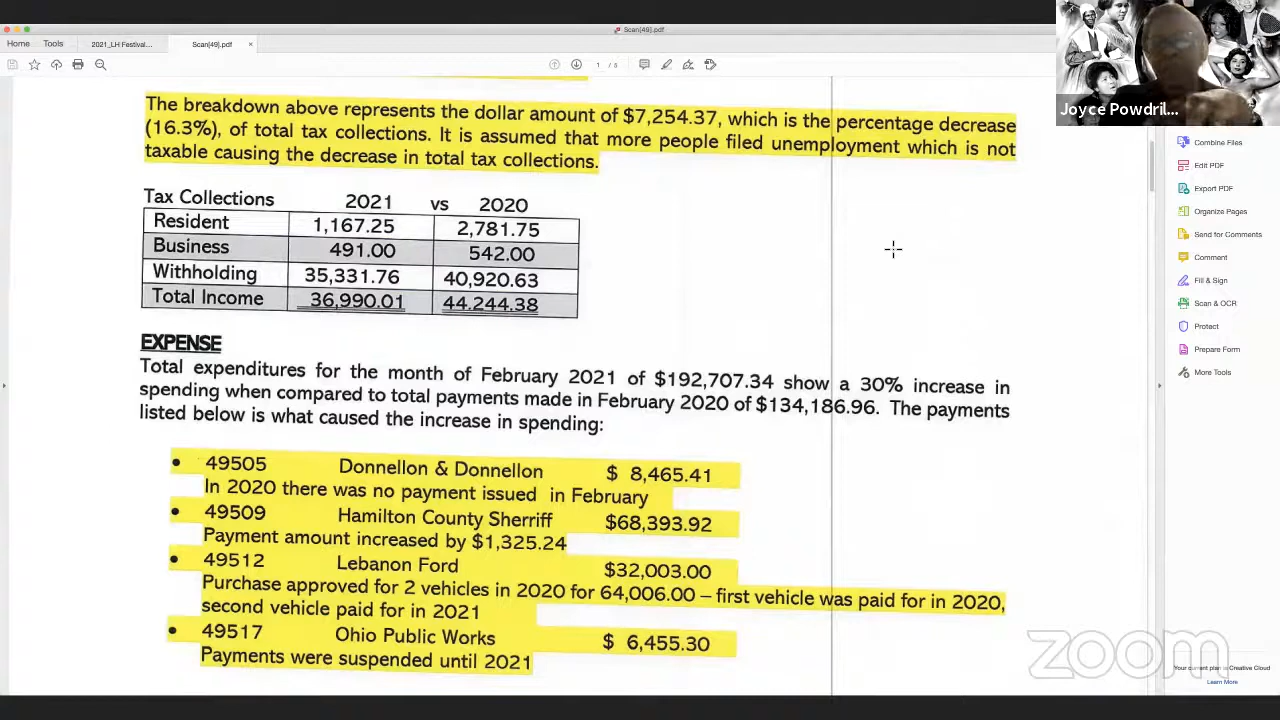 Scan[49].pdf
Home Tools 2021_LH Festival... Scan[49].pdf ×
1 / 5
Joyce Powdril...
The breakdown above represents the dollar amount of $7,254.37, which is the percentage decrease
(16.3%), of total tax collections. It is assumed that more people filed unemployment which is not
taxable causing the decrease in total tax collections.
Tax Collections 2021 vs 2020
Resident 1,167.25 2,781.75
Business 491.00 542.00
Withholding 35,331.76 40,920.63
Total Income 36,990.01 44.244.38
EXPENSE
Total expenditures for the month of February 2021 of $192,707.34 show a 30% increase in
spending when compared to total payments made in February 2020 of $134,186.96. The payments
listed below is what caused the increase in spending:
• 49505 Donnellon & Donnellon $ 8,465.41
In 2020 there was no payment issued in February
• 49509 Hamilton County Sherriff $68,393.92
Payment amount increased by $1,325.24
• 49512 Lebanon Ford $32,003.00
Purchase approved for 2 vehicles in 2020 for 64,006.00 – first vehicle was paid for in 2020,
second vehicle paid for in 2021
• 49517 Ohio Public Works $ 6,455.30
Payments were suspended until 2021
Combine Files
Edit PDF
Export PDF
Organize Pages
Send for Comments
Comment
Fill & Sign
Scan & OCR
Protect
Prepare Form
More Tools
Your current plan is Creative Cloud
Learn More
zoom